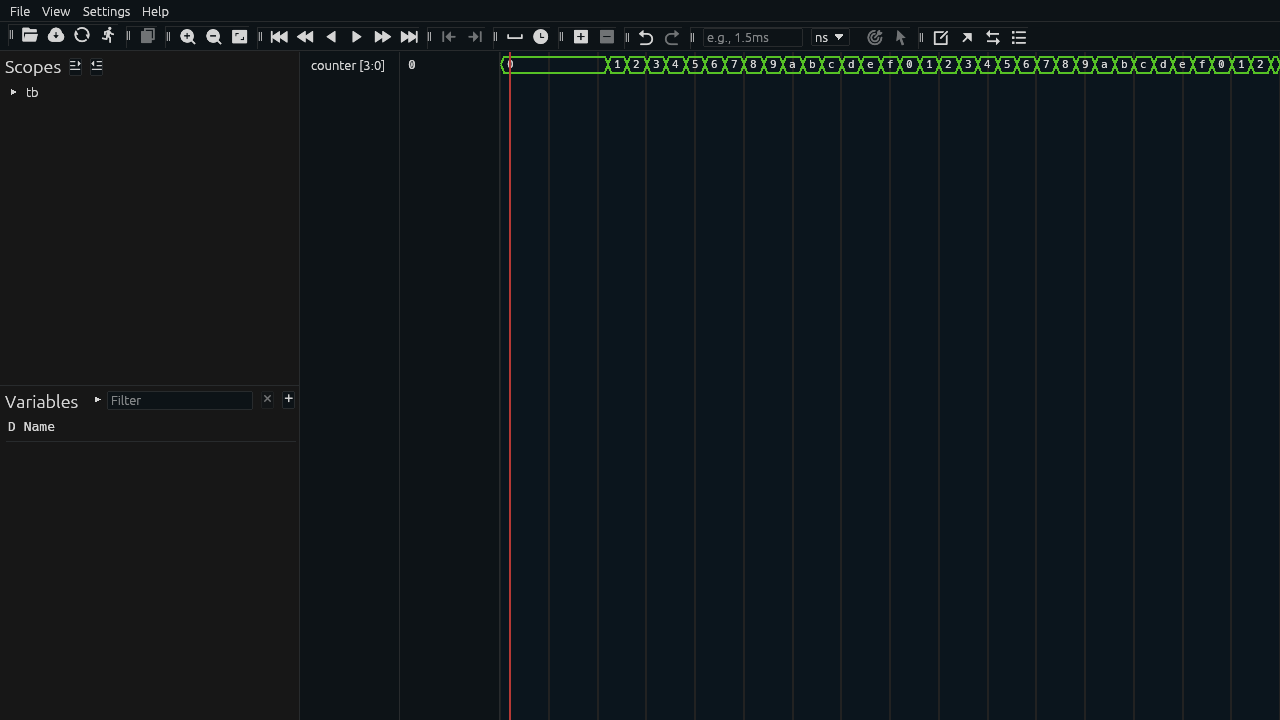 File View Settings Help
e.g., 1.5ms ns
Scopes
tb
Variables Filter
D Name
counter [3:0] 0 0 1 2 3 4 5 6 7 8 9 a b c d e f 0 1 2 3 4 5 6 7 8 9 a b c d e f 0 1 2